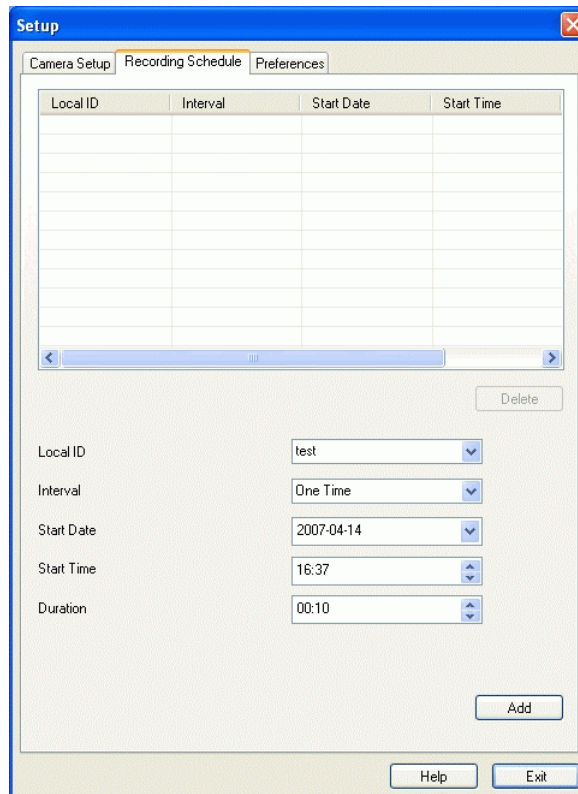 Setup
Camera Setup Recording Schedule Preferences
Local ID Interval Start Date Start Time
Delete
Local ID test
Interval One Time
Start Date 2007-04-14
Start Time 16:37
Duration 00:10
Add
Help Exit